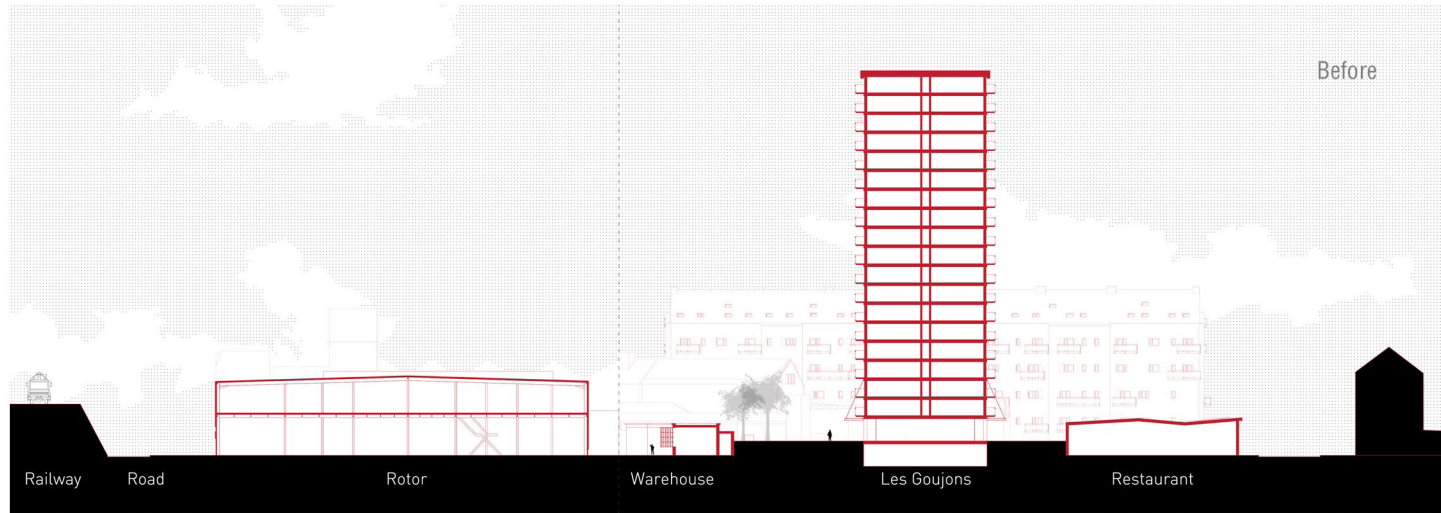 Before
Railway
Road
Rotor
Warehouse
Les Goujons
Restaurant